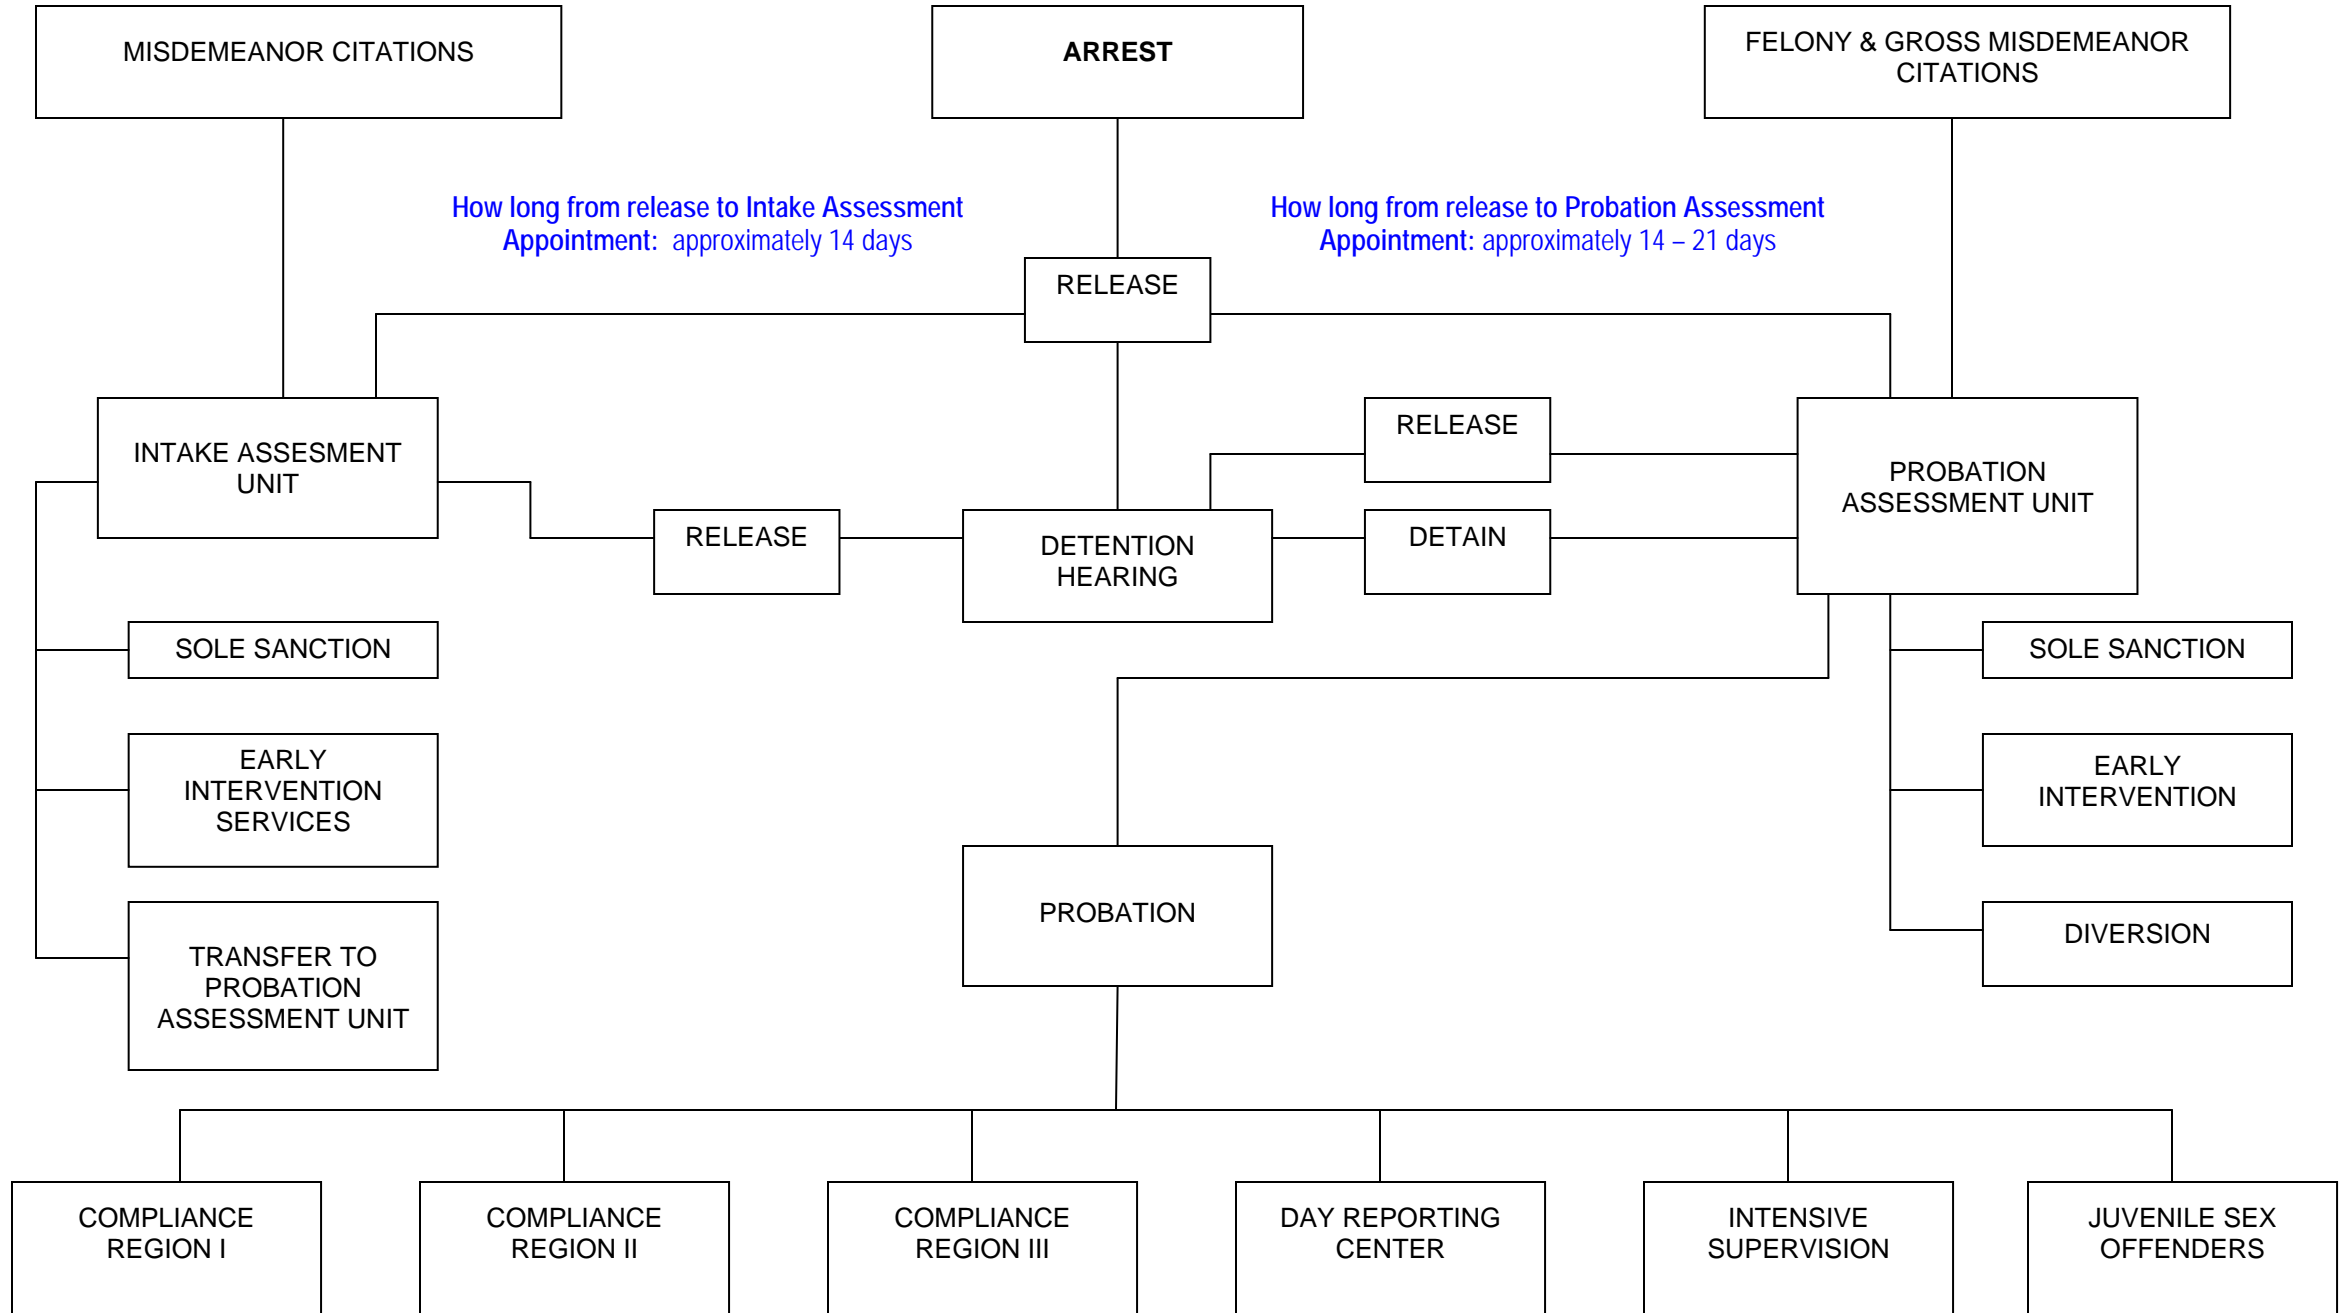 MISDEMEANOR CITATIONS
ARREST
FELONY & GROSS MISDEMEANOR
CITATIONS
How long from release to Intake Assessment
Appointment: approximately 14 days
How long from release to Probation Assessment
Appointment: approximately 14 – 21 days
RELEASE
INTAKE ASSESMENT
UNIT
RELEASE
DETENTION
HEARING
RELEASE
DETAIN
PROBATION
ASSESSMENT UNIT
SOLE SANCTION
EARLY
INTERVENTION
SERVICES
TRANSFER TO
PROBATION
ASSESSMENT UNIT
SOLE SANCTION
EARLY
INTERVENTION
DIVERSION
PROBATION
COMPLIANCE
REGION I
COMPLIANCE
REGION II
COMPLIANCE
REGION III
DAY REPORTING
CENTER
INTENSIVE
SUPERVISION
JUVENILE SEX
OFFENDERS